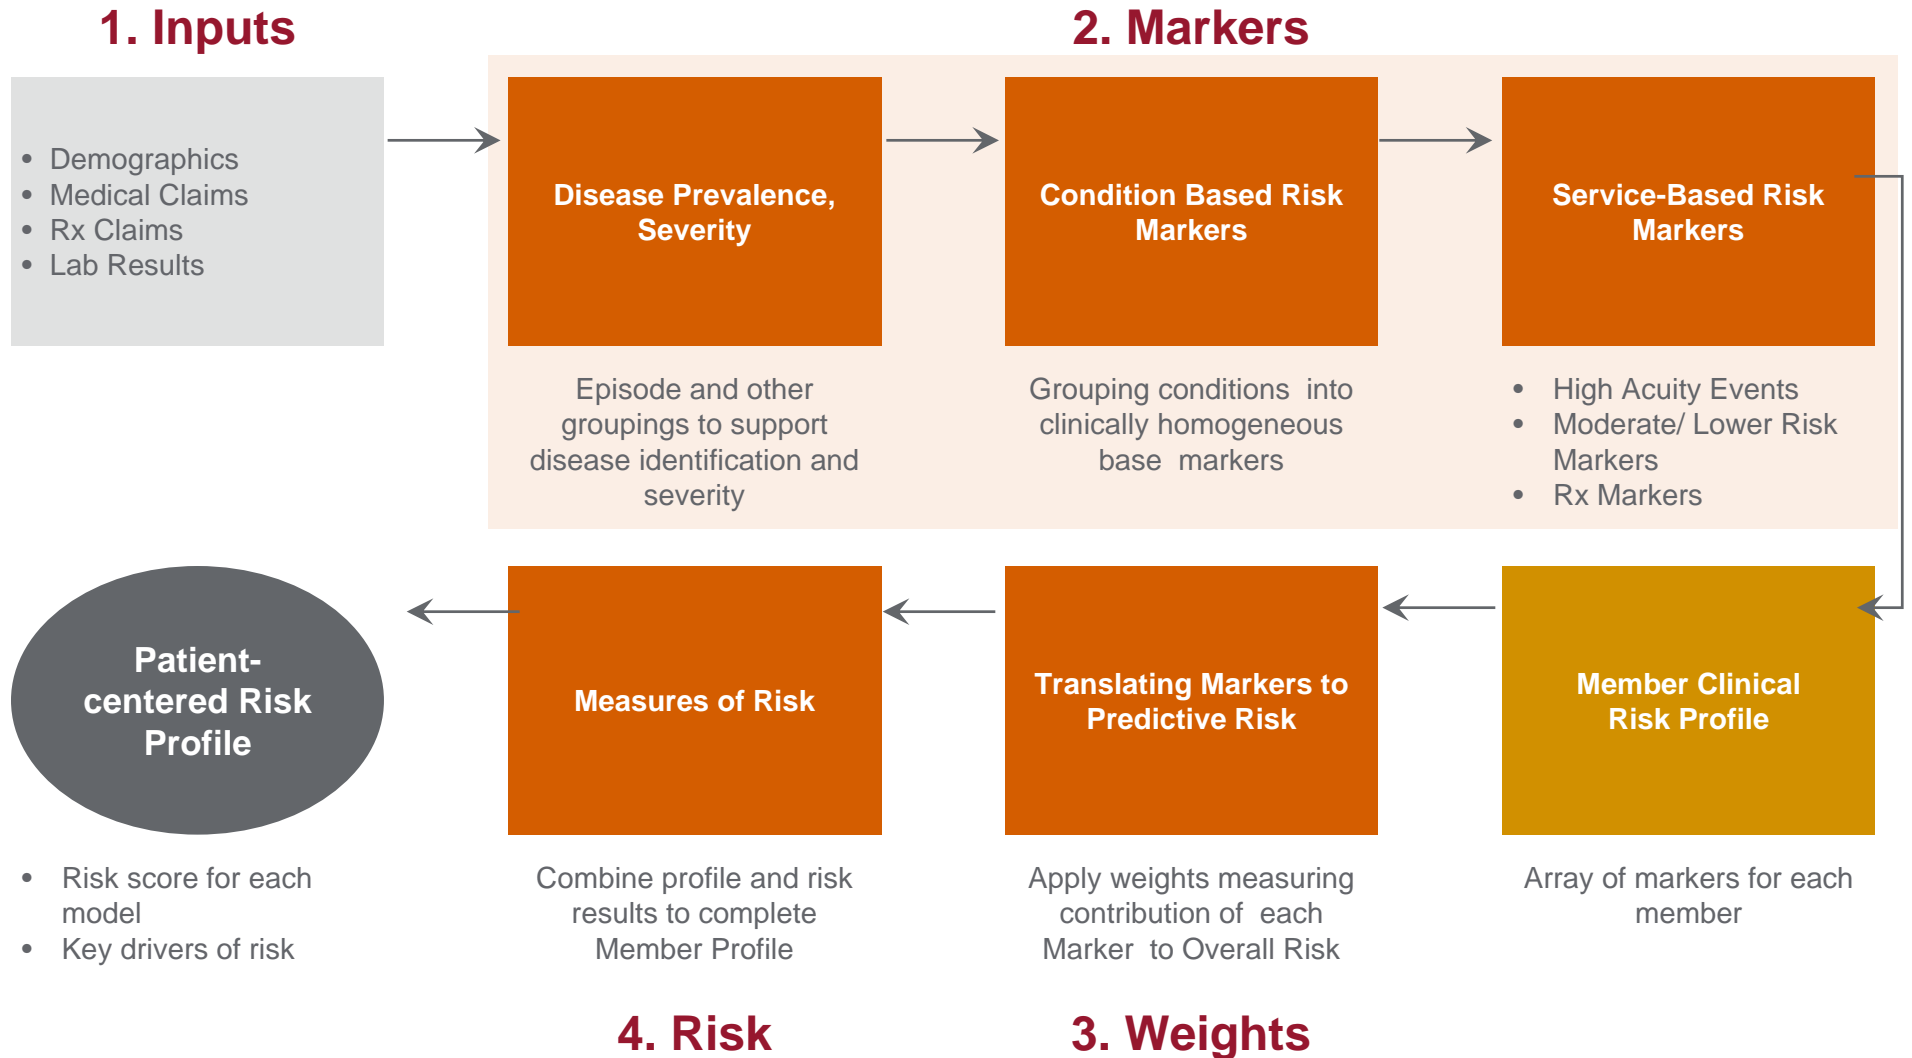 1. Inputs
2. Markers
• Demographics
• Medical Claims
• Rx Claims
• Lab Results
Disease Prevalence,
Severity
Condition Based Risk
Markers
Service-Based Risk
Markers
Episode and other
groupings to support
disease identification and
severity
Grouping conditions into
clinically homogeneous
base markers
• High Acuity Events
• Moderate/ Lower Risk
Markers
• Rx Markers
Patient-
centered Risk
Profile
Measures of Risk
Translating Markers to
Predictive Risk
Member Clinical
Risk Profile
• Risk score for each
model
• Key drivers of risk
Combine profile and risk
results to complete
Member Profile
Apply weights measuring
contribution of each
Marker to Overall Risk
Array of markers for each
member
4. Risk
3. Weights